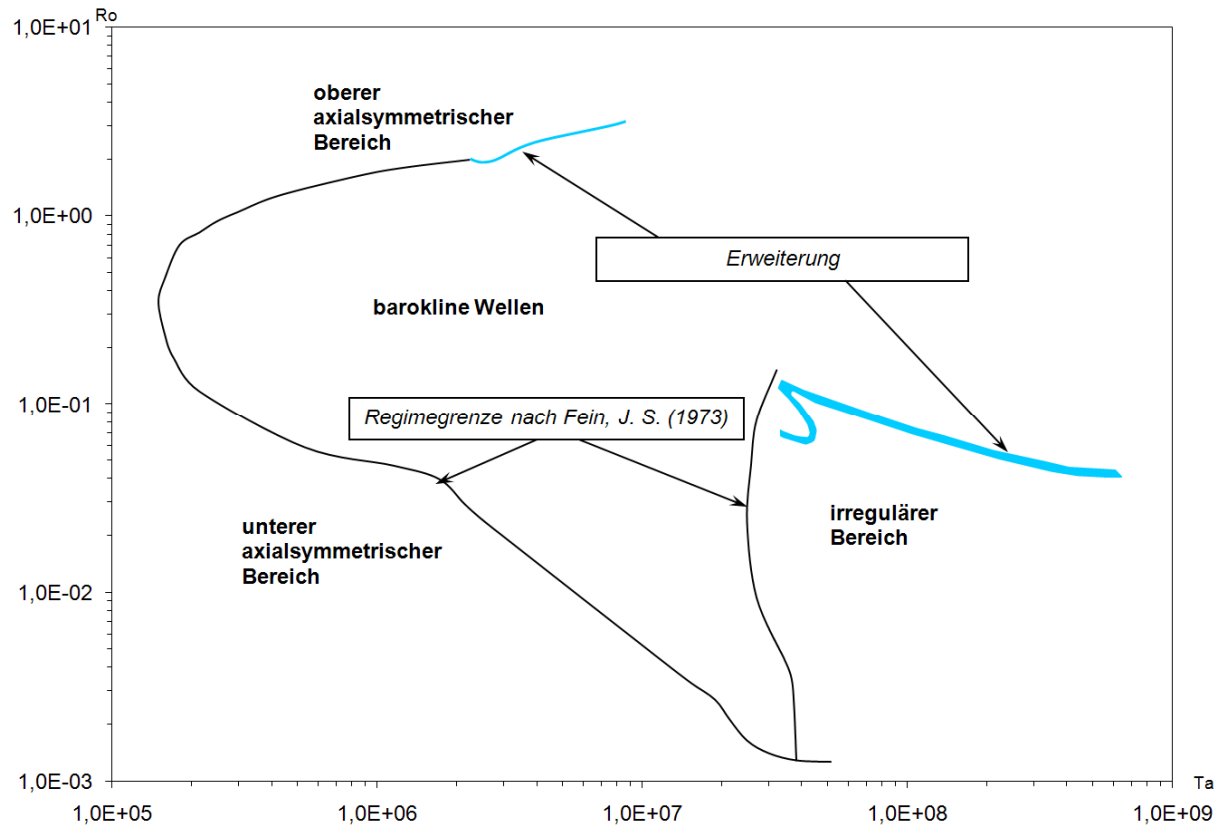 Ro
1,0E+01
1,0E+00
1,0E-01
1,0E-02
1,0E-03
oberer
axialsymmetrischer
Bereich
Erweiterung
barokline Wellen
Regimegrenze nach Fein, J. S. (1973)
unterer
axialsymmetrischer
Bereich
irregulärer
Bereich
Ta
1,0E+05
1,0E+06
1,0E+07
1,0E+08
1,0E+09